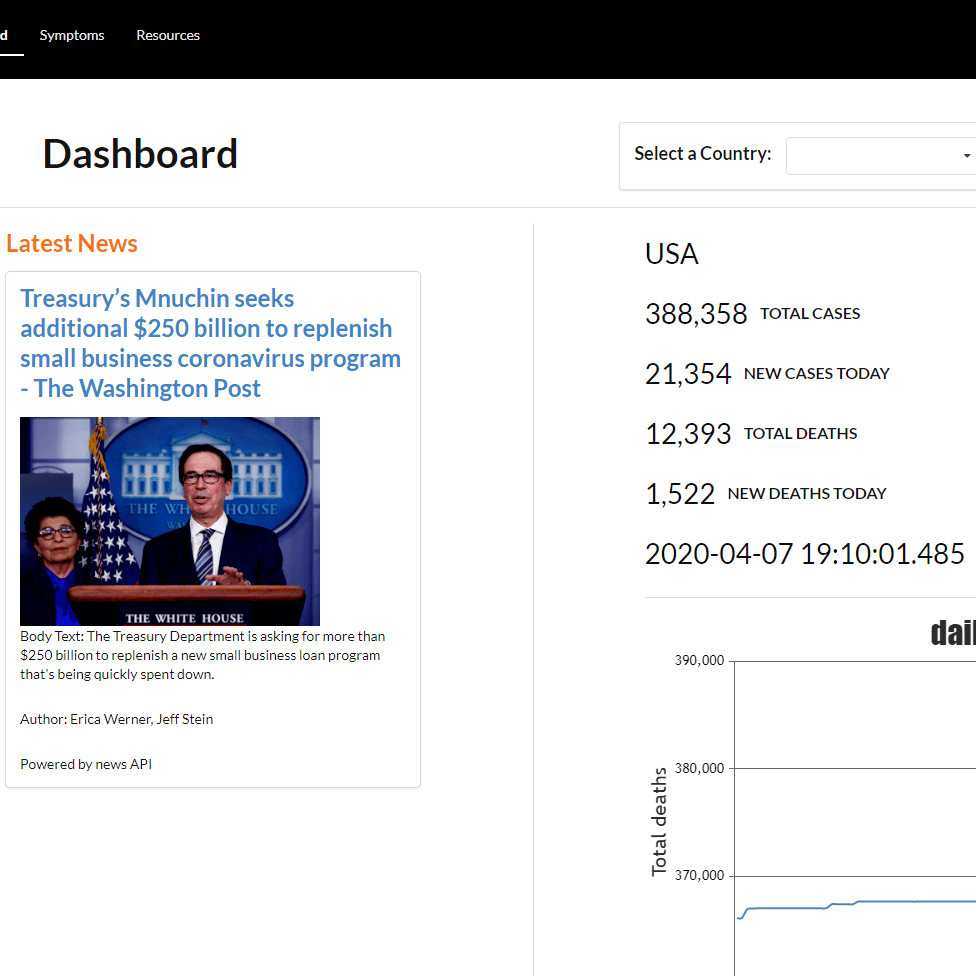 d Symptoms Resources
Dashboard
Select a Country:
Latest News
Treasury’s Mnuchin seeks
additional $250 billion to replenish
small business coronavirus program
- The Washington Post
THE WHITE HOUSE
WA
THE WHITE HOUSE
Body Text: The Treasury Department is asking for more than
$250 billion to replenish a new small business loan program
that's being quickly spent down.
Author: Erica Werner, Jeff Stein
Powered by news API
USA
388,358 TOTAL CASES
21,354 NEW CASES TODAY
12,393 TOTAL DEATHS
1,522 NEW DEATHS TODAY
2020-04-07 19:10:01.485
dail
390,000
380,000
370,000
Total deaths